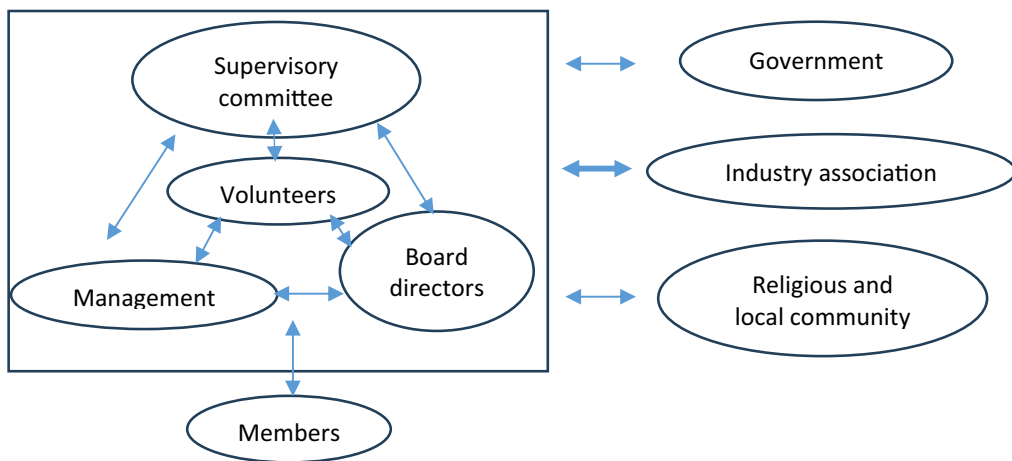 Supervisory
committee
Government
Volunteers
Industry association
Board
directors
Management
Religious and
local community
Members